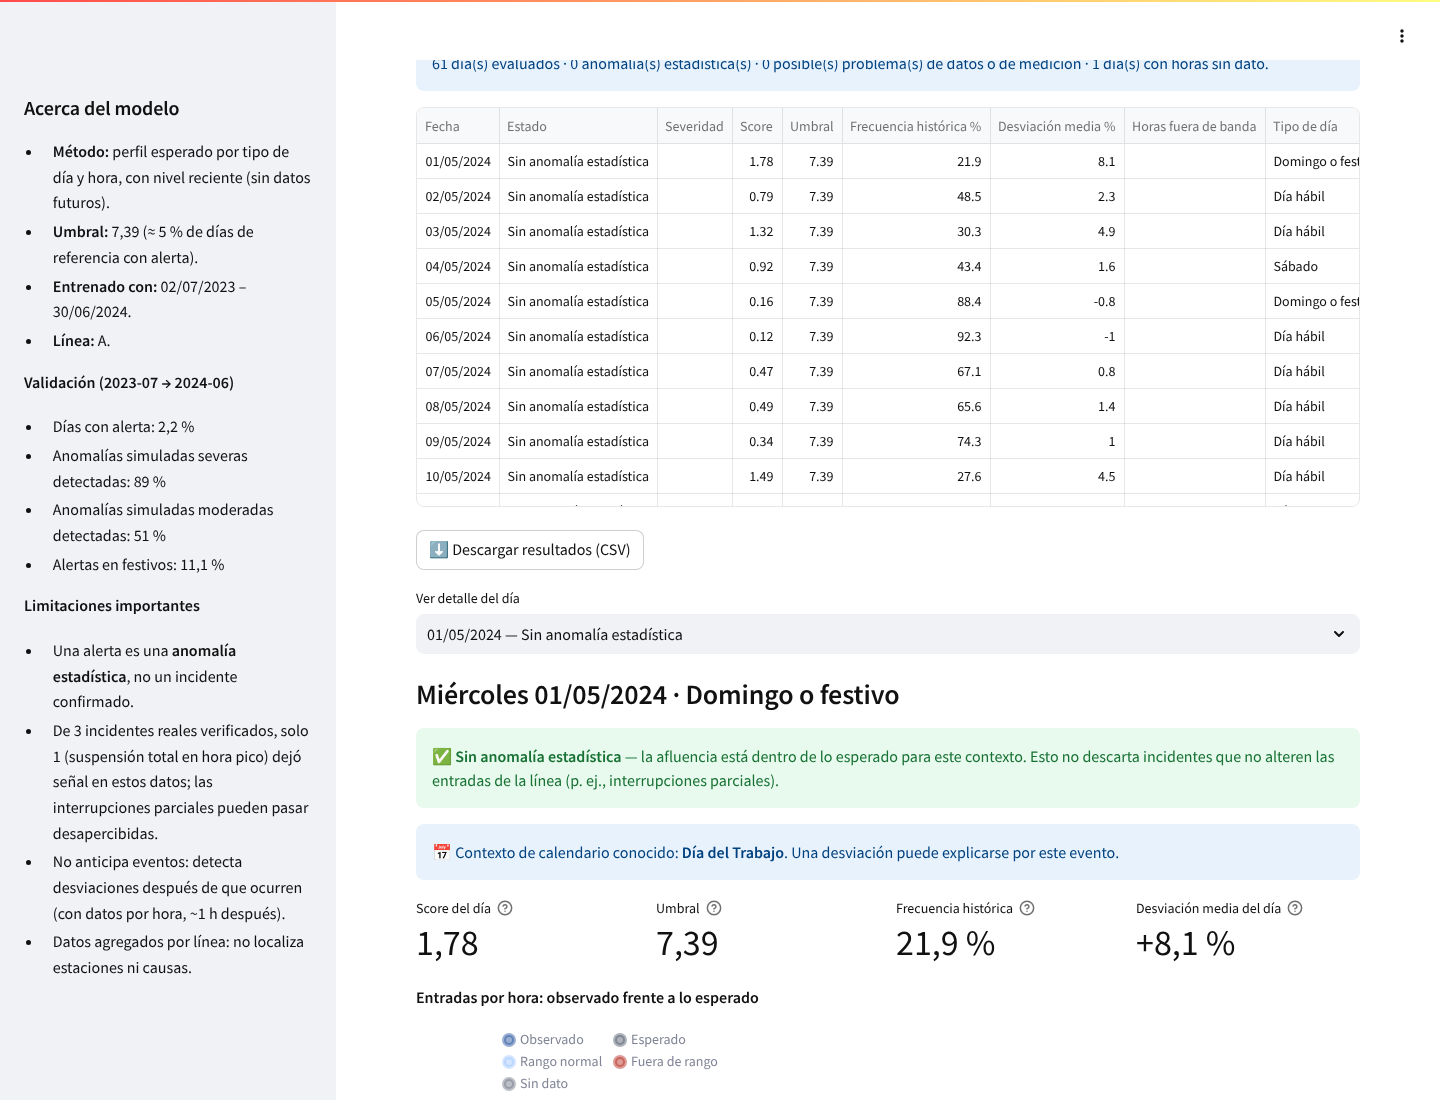 Acerca del modelo
• Método: perfil esperado por tipo de
día y hora, con nivel reciente (sin datos
futuros).
• Umbral: 7,39 (≈ 5 % de días de
referencia con alerta).
• Entrenado con: 02/07/2023 –
30/06/2024.
• Línea: A.
Validación (2023-07 → 2024-06)
• Días con alerta: 2,2 %
• Anomalías simuladas severas
detectadas: 89 %
• Anomalías simuladas moderadas
detectadas: 51 %
• Alertas en festivos: 11,1 %
Limitaciones importantes
• Una alerta es una anomalía
estadística, no un incidente
confirmado.
• De 3 incidentes reales verificados, solo
1 (suspensión total en hora pico) dejó
señal en estos datos; las
interrupciones parciales pueden pasar
desapercibidas.
• No anticipa eventos: detecta
desviaciones después de que ocurren
(con datos por hora, ~1 h después).
• Datos agregados por línea: no localiza
estaciones ni causas.
61 día(s) evaluados · 0 anomalía(s) estadística(s) · 0 posible(s) problema(s) de datos o de medición · 1 día(s) con horas sin dato.
Fecha Estado Severidad Score Umbral Frecuencia histórica % Desviación media % Horas fuera de banda Tipo de día
01/05/2024 Sin anomalía estadística 1.78 7.39 21.9 8.1 Domingo o fest
02/05/2024 Sin anomalía estadística 0.79 7.39 48.5 2.3 Día hábil
03/05/2024 Sin anomalía estadística 1.32 7.39 30.3 4.9 Día hábil
04/05/2024 Sin anomalía estadística 0.92 7.39 43.4 1.6 Sábado
05/05/2024 Sin anomalía estadística 0.16 7.39 88.4 -0.8 Domingo o fest
06/05/2024 Sin anomalía estadística 0.12 7.39 92.3 -1 Día hábil
07/05/2024 Sin anomalía estadística 0.47 7.39 67.1 0.8 Día hábil
08/05/2024 Sin anomalía estadística 0.49 7.39 65.6 1.4 Día hábil
09/05/2024 Sin anomalía estadística 0.34 7.39 74.3 1 Día hábil
10/05/2024 Sin anomalía estadística 1.49 7.39 27.6 4.5 Día hábil
⬇️ Descargar resultados (CSV)
Ver detalle del día
01/05/2024 — Sin anomalía estadística
Miércoles 01/05/2024 · Domingo o festivo
✅ Sin anomalía estadística — la afluencia está dentro de lo esperado para este contexto. Esto no descarta incidentes que no alteren las
entradas de la línea (p. ej., interrupciones parciales).
📅 Contexto de calendario conocido: Día del Trabajo. Una desviación puede explicarse por este evento.
Score del día Umbral Frecuencia histórica Desviación media del día
1,78 7,39 21,9 % +8,1 %
Entradas por hora: observado frente a lo esperado
Observado Esperado
Rango normal Fuera de rango
Sin dato